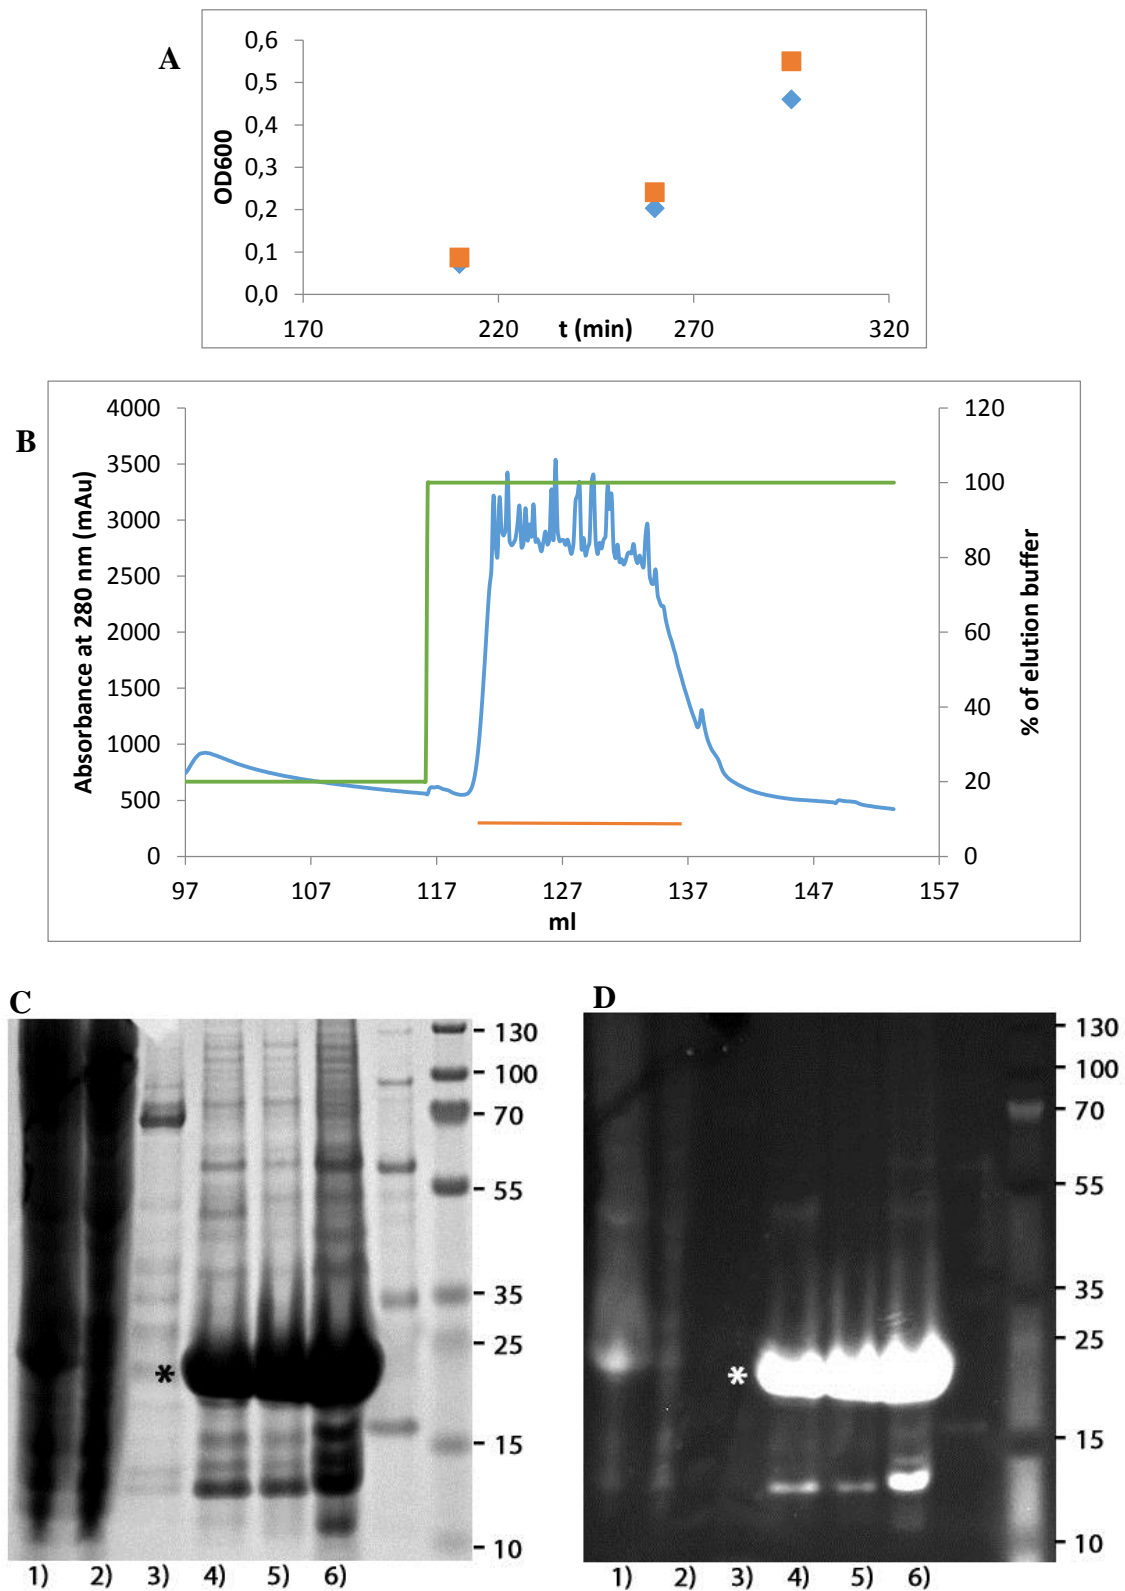 A
0,6
0,5
0,4
0,3
0,2
0,1
0,0
OD600
170 220 t (min) 270 320
B
4000 120
3500 100
3000 80
2500
2000 60
1500 40
1000 20
500
0 0
Absorbance at 280 nm (mAu)
% of elution buffer
97 107 117 127 137 147 157
ml
C
130
100
70
55
35
25
*
15
10
1) 2) 3) 4) 5) 6)
D
130
100
70
55
35
25
*
15
10
1) 2) 3) 4) 5) 6)